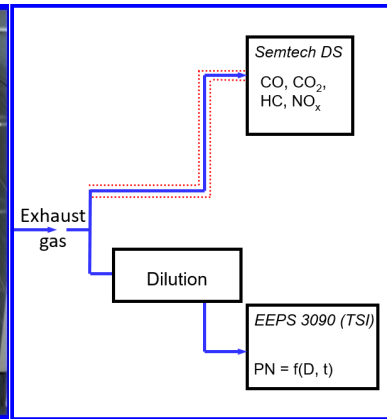 Semtech DS
CO, CO₂,
HC, NOₓ
Exhaust
gas
Dilution
EEPS 3090 (TSI)
PN = f(D, t)